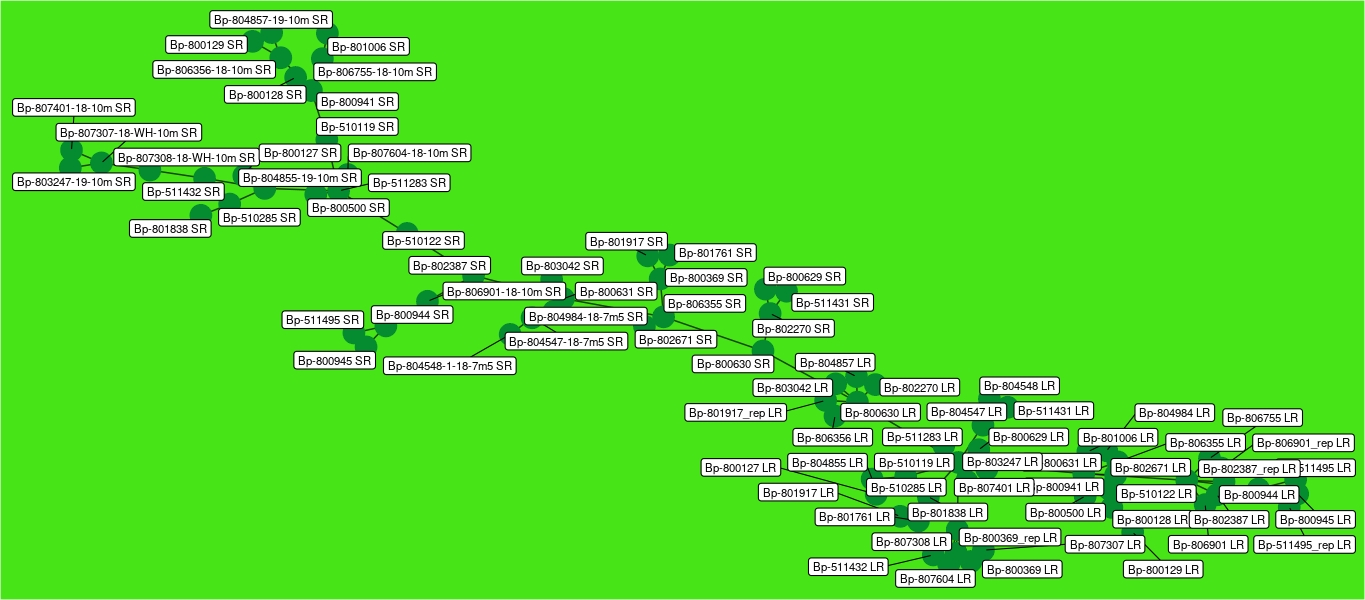 Bp-804857-19-10m SR
Bp-800129 SR
Bp-801006 SR
Bp-806356-18-10m SR
Bp-806755-18-10m SR
Bp-800128 SR
Bp-800941 SR
Bp-807401-18-10m SR
Bp-510119 SR
Bp-807307-18-WH-10m SR
Bp-807308-18-WH-10m SR
Bp-800127 SR
Bp-807604-18-10m SR
Bp-803247-19-10m SR
Bp-804855-19-10m SR
Bp-511283 SR
Bp-511432 SR
Bp-800500 SR
Bp-510285 SR
Bp-801838 SR
Bp-510122 SR
Bp-801917 SR
Bp-801761 SR
Bp-802387 SR
Bp-803042 SR
Bp-800369 SR
Bp-800629 SR
Bp-806901-18-10m SR
Bp-800631 SR
Bp-806355 SR
Bp-511431 SR
Bp-511495 SR
Bp-800944 SR
Bp-804984-18-7m5 SR
Bp-802270 SR
Bp-804547-18-7m5 SR
Bp-802671 SR
Bp-800945 SR
Bp-804548-1-18-7m5 SR
Bp-800630 SR
Bp-804857 LR
Bp-803042 LR
Bp-802270 LR
Bp-804548 LR
Bp-801917_rep LR
Bp-800630 LR
Bp-804547 LR
Bp-511431 LR
Bp-804984 LR
Bp-806755 LR
Bp-806356 LR
Bp-511283 LR
Bp-800629 LR
Bp-801006 LR
Bp-806355 LR
Bp-806901_rep LR
Bp-800127 LR
Bp-804855 LR
Bp-510119 LR
Bp-803247 LR
800631 LR
Bp-802671 LR
Bp-802387_rep LR
511495 LR
Bp-801917 LR
Bp-510285 LR
Bp-807401 LR
p-800941 LR
Bp-510122 LR
Bp-800944 LR
Bp-801761 LR
Bp-801838 LR
Bp-800500 LR
Bp-800128 LR
Bp-802387 LR
Bp-800945 LR
Bp-807308 LR
Bp-800369_rep LR
Bp-807307 LR
Bp-806901 LR
Bp-511495_rep LR
Bp-511432 LR
Bp-807604 LR
Bp-800369 LR
Bp-800129 LR